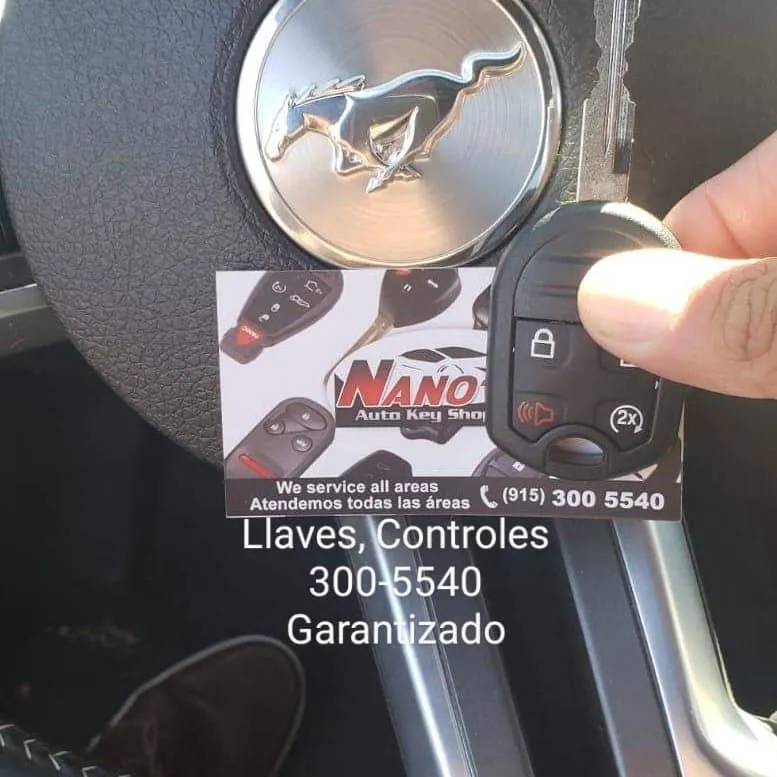 NANO
Auto Key Shop
2x
We service all areas
Atendemos todas las áreas
(915) 300 5540
Llaves, Controles
300-5540
Garantizado